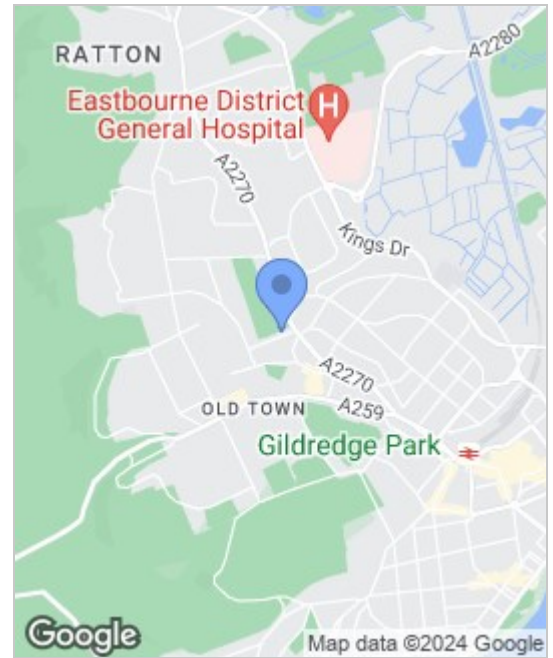 RATTON
A2280
Eastbourne District
General Hospital
H
A2270
Kings Dr
A2270
OLD TOWN
A259
Gildredge Park
Google
Map data ©2024 Google